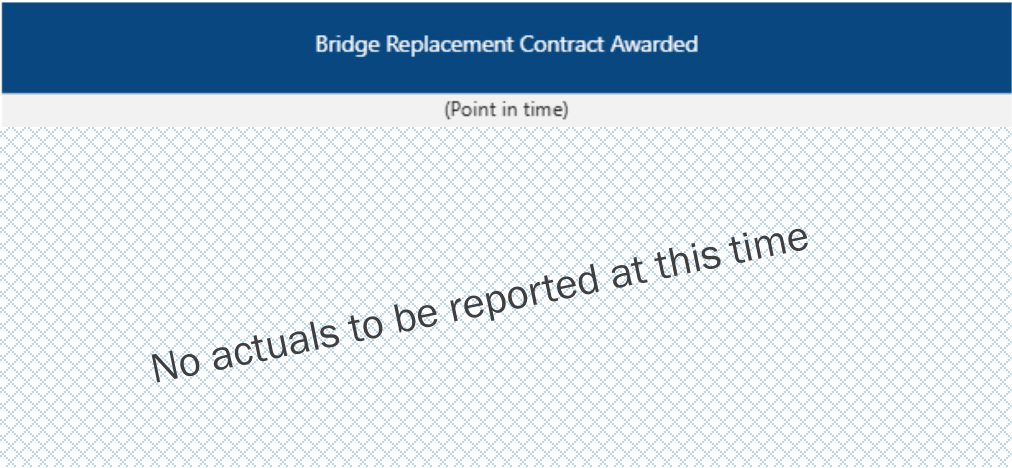 Bridge Replacement Contract Awarded
(Point in time)
No actuals to be reported at this time